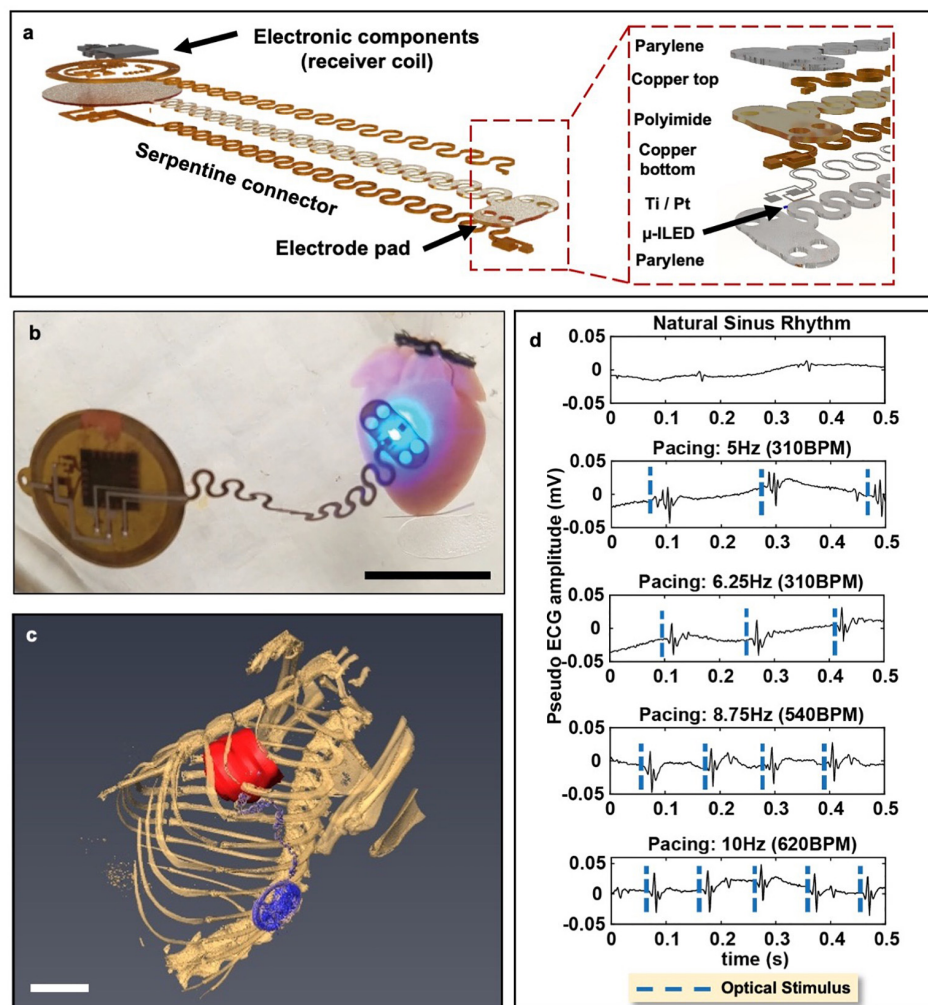 a
Electronic components
(receiver coil)
Serpentine connector
Electrode pad
Parylene
Copper top
Polyimide
Copper
bottom
Ti / Pt
μ-ILED
Parylene
b
c
d
Natural Sinus Rhythm
0.05
0
-0.05
0 0.1 0.2 0.3 0.4 0.5
Pacing: 5Hz (310BPM)
0.05
0
-0.05
0 0.1 0.2 0.3 0.4 0.5
Pacing: 6.25Hz (310BPM)
0.05
0
-0.05
0 0.1 0.2 0.3 0.4 0.5
Pacing: 8.75Hz (540BPM)
0.05
0
-0.05
0 0.1 0.2 0.3 0.4 0.5
Pacing: 10Hz (620BPM)
0.05
0
-0.05
0 0.1 0.2 0.3 0.4 0.5
Pseudo ECG amplitude (mV)
time (s)
Optical Stimulus